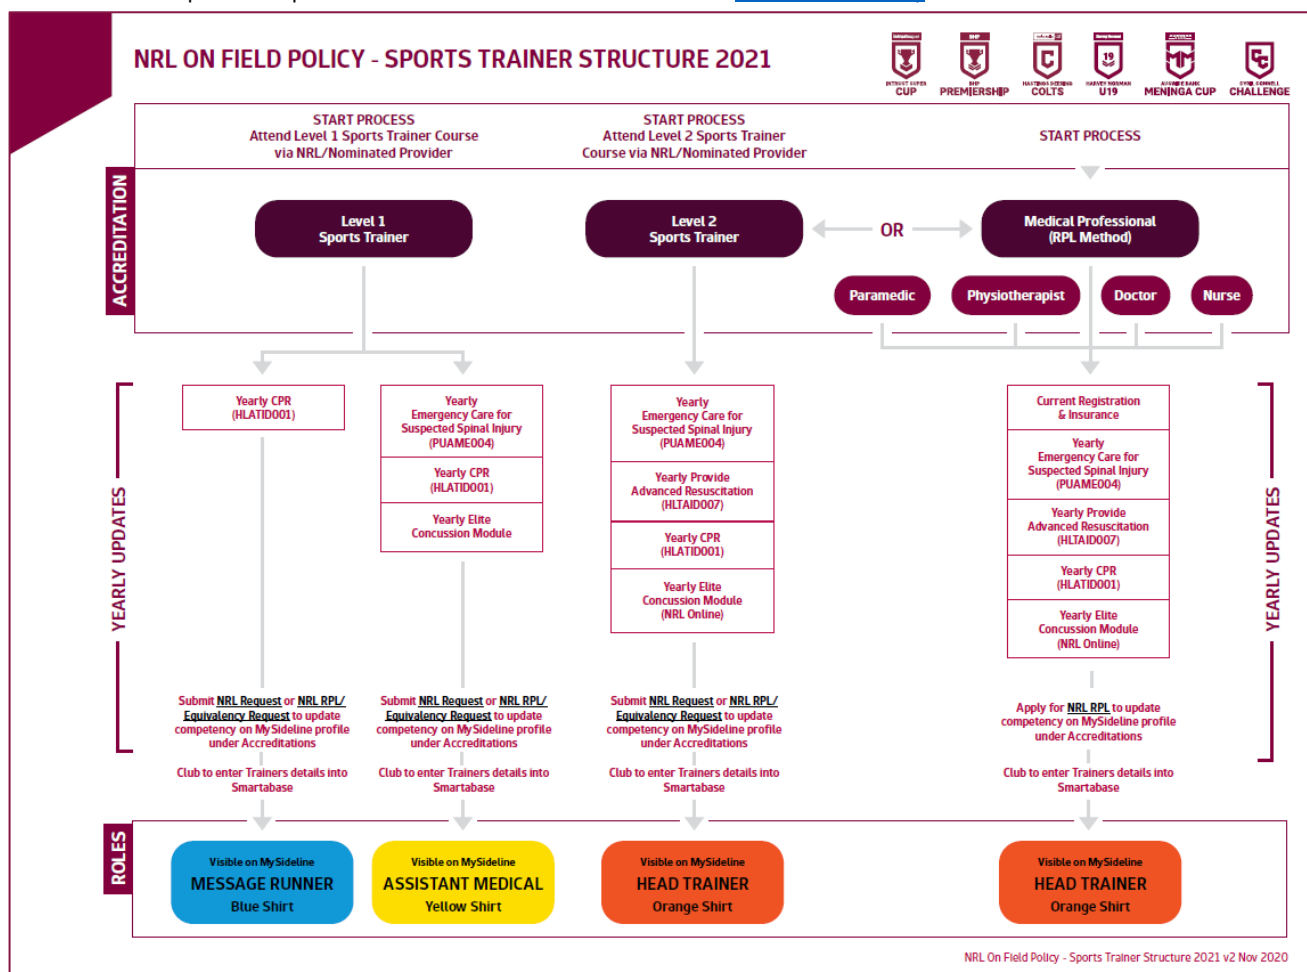 NRL ON FIELD POLICY - SPORTS TRAINER STRUCTURE 2021
CUP
BHP
PREMIERSHIP
HASTINGS DEERING
COLTS
19
HARVEY NORMAN
U19
MENINGA CUP
CYRIL CONNELL
CHALLENGE
START PROCESS
Attend Level 1 Sports Trainer Course
via NRL/Nominated Provider
START PROCESS
Attend Level 2 Sports Trainer
Course via NRL/Nominated Provider
START PROCESS
ACCREDITATION
Level 1
Sports Trainer
Level 2
Sports Trainer
OR
Medical Professional
(RPL Method)
Paramedic
Physiotherapist
Doctor
Nurse
YEARLY UPDATES
Yearly CPR
(HLATID001)
Yearly
Emergency Care for
Suspected Spinal Injury
(PUAME004)
Yearly CPR
(HLATID001)
Yearly Elite
Concussion Module
Yearly
Emergency Care for
Suspected Spinal Injury
(PUAME004)
Yearly Provide
Advanced Resuscitation
(HLTAID007)
Yearly CPR
(HLATID001)
Yearly Elite
Concussion Module
(NRL Online)
Current Registration
& Insurance
Yearly
Emergency Care for
Suspected Spinal Injury
(PUAME004)
Yearly Provide
Advanced Resuscitation
(HLTAID007)
Yearly CPR
(HLATID001)
Yearly Elite
Concussion Module
(NRL Online)
YEARLY UPDATES
Submit NRL Request or NRL RPL/
Equivalency Request to update
competency on MySideline profile
under Accreditations
Submit NRL Request or NRL RPL/
Equivalency Request to update
competency on MySideline profile
under Accreditations
Submit NRL Request or NRL RPL/
Equivalency Request to update
competency on MySideline profile
under Accreditations
Apply for NRL RPL to update
competency on MySideline profile
under Accreditations
Club to enter Trainers details into
Smartabase
Club to enter Trainers details into
Smartabase
Club to enter Trainers details into
Smartabase
Club to enter Trainers details into
Smartabase
ROLES
Visible on MySideline
MESSAGE RUNNER
Blue Shirt
Visible on MySideline
ASSISTANT MEDICAL
Yellow Shirt
Visible on MySideline
HEAD TRAINER
Orange Shirt
Visible on MySideline
HEAD TRAINER
Orange Shirt
NRL On Field Policy - Sports Trainer Structure 2021 v2 Nov 2020